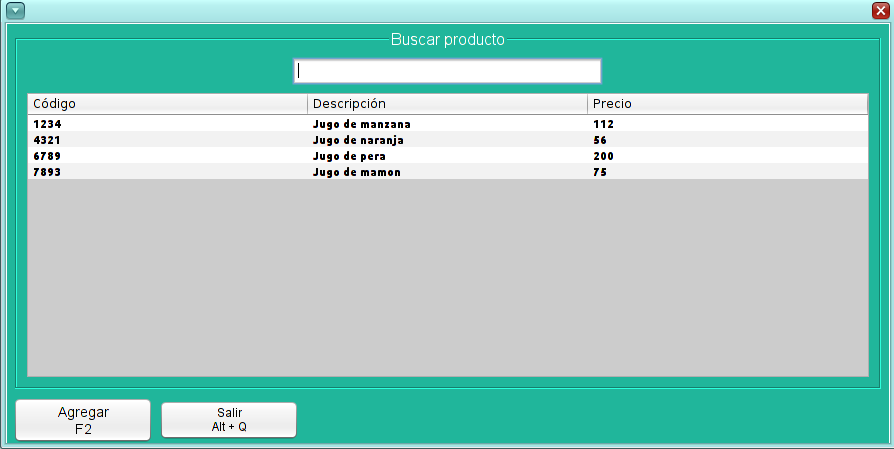 Buscar producto
Código Descripción Precio
1234 Jugo de manzana 112
4321 Jugo de naranja 56
6789 Jugo de pera 200
7893 Jugo de mamon 75
Agregar
F2
Salir
Alt + Q